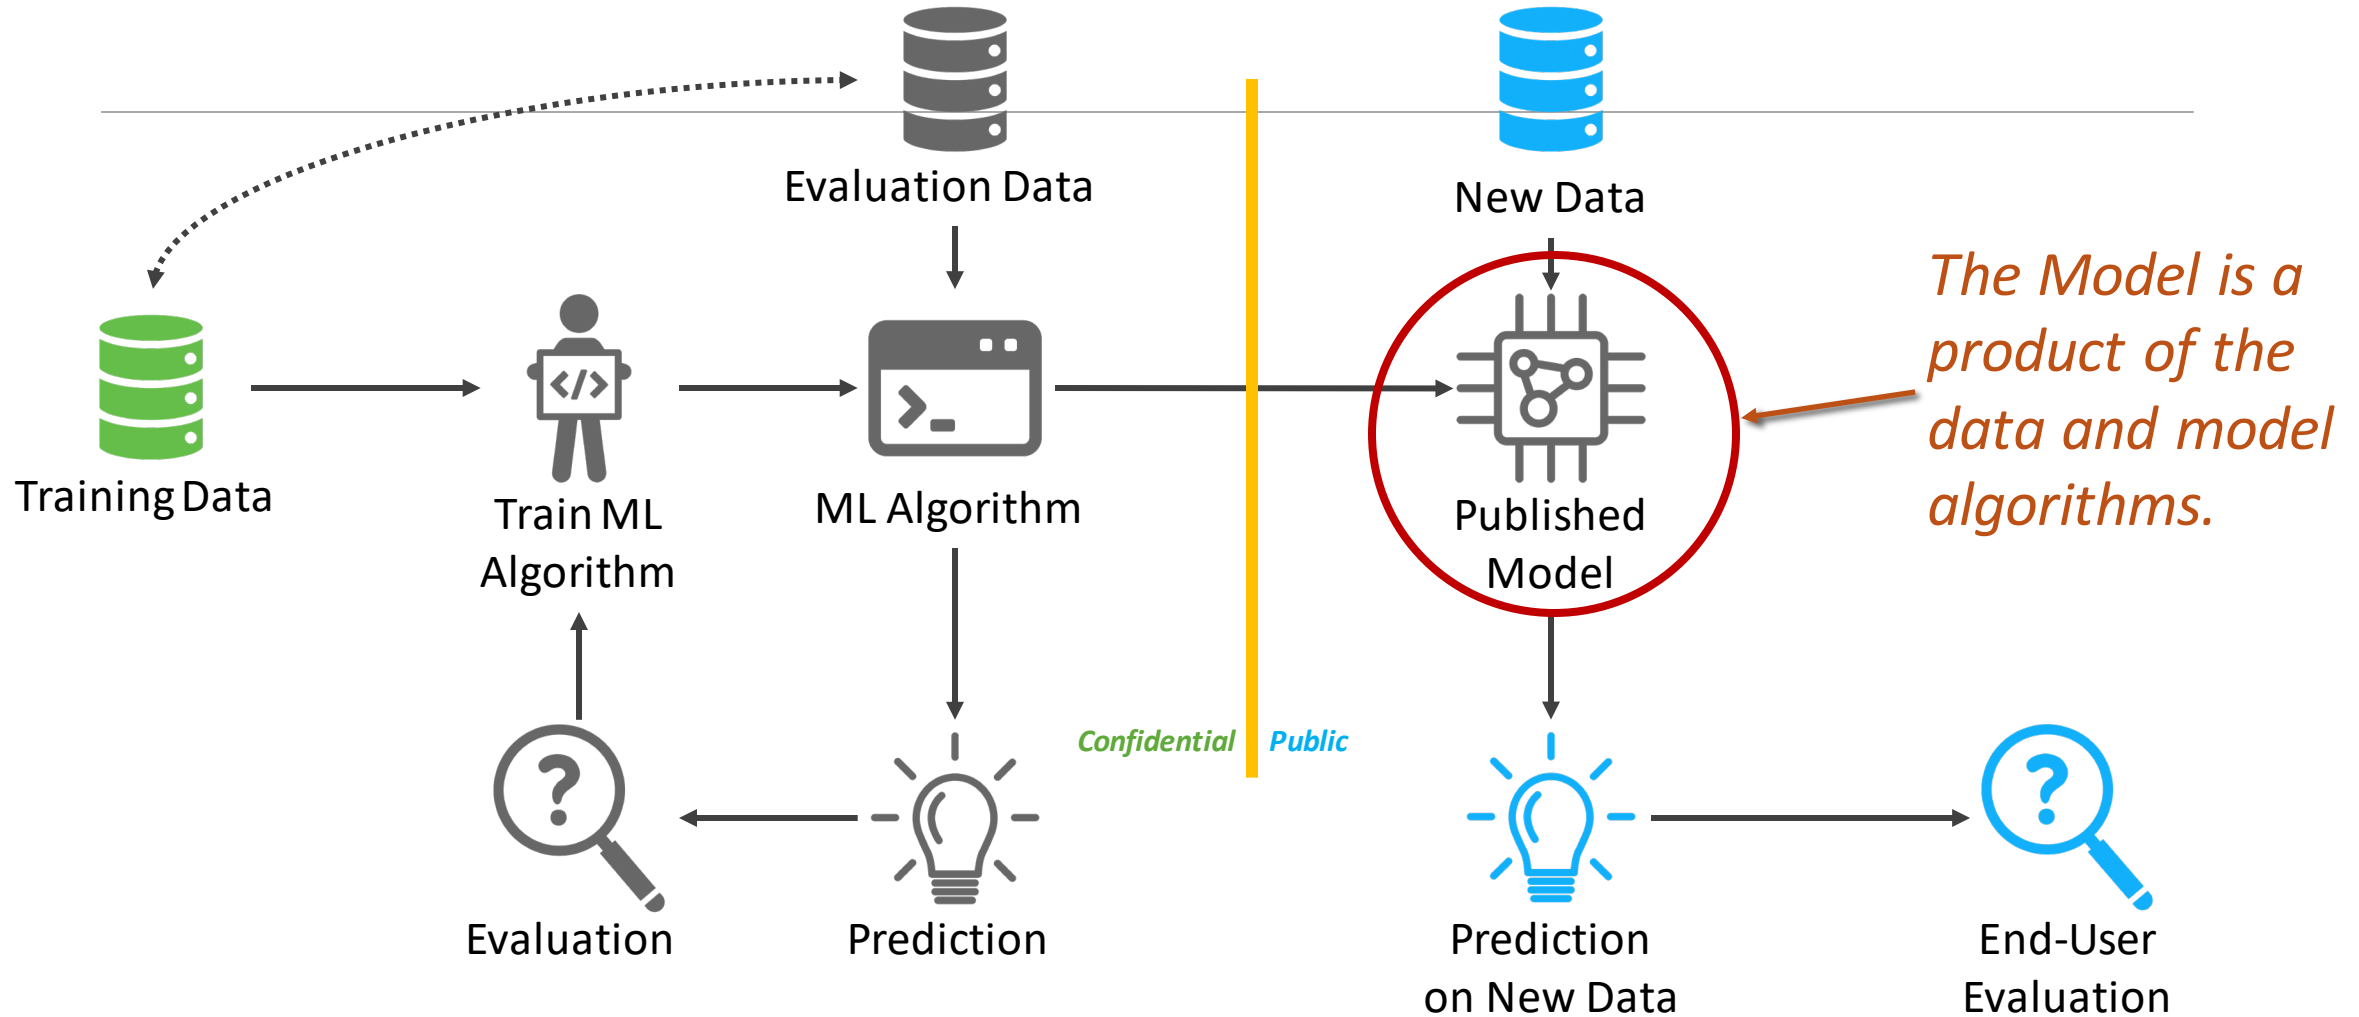 Evaluation Data
New Data
The Model is a
product of the
data and model
algorithms.
Training Data
Train ML
Algorithm
ML Algorithm
Published
Model
Confidential
Public
Evaluation
Prediction
Prediction
on New Data
End-User
Evaluation